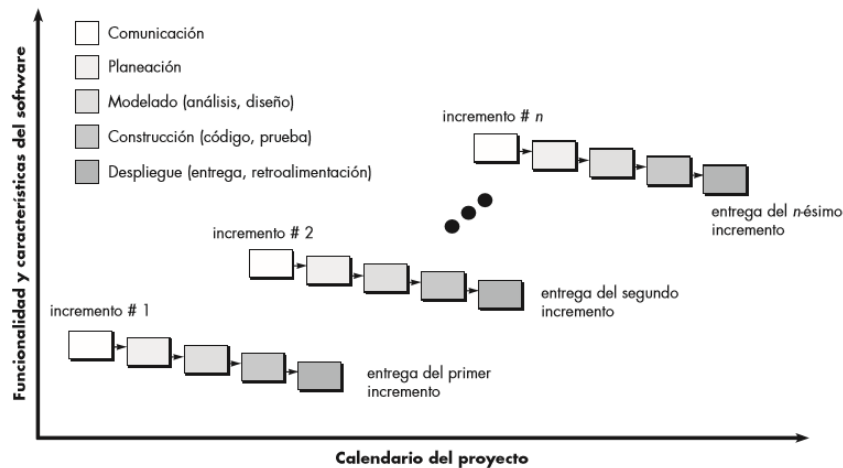 Funcionalidad y características del software
Comunicación
Planeación
Modelado (análisis, diseño)
Construcción (código, prueba)
Despliegue (entrega, retroalimentación)
incremento # n
entrega del n-ésimo
incremento
incremento # 2
entrega del segundo
incremento
incremento # 1
entrega del primer
incremento
Calendario del proyecto